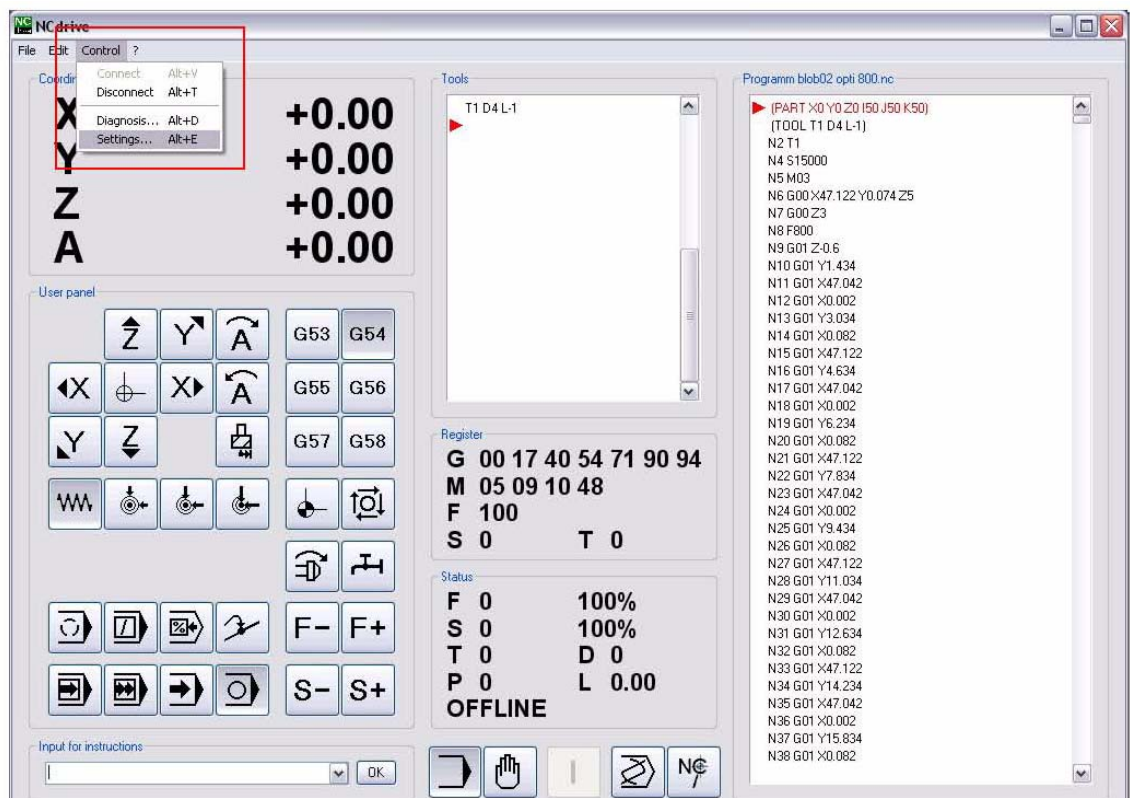 NCdrive
File Edit Control ?
Connect Alt+V
Disconnect Alt+T
Diagnosis... Alt+D
Settings... Alt+E
X +0.00
Y +0.00
Z +0.00
A +0.00
User panel
Z Y A G53 G54
X X A G55 G56
Y Z G57 G58
F- F+
S- S+
Input for instructions
OK
Tools
T1 D4 L-1
Register
G 00 17 40 54 71 90 94
M 05 09 10 48
F 100
S 0 T 0
Status
F 0 100%
S 0 100%
T 0 D 0
P 0 L 0.00
OFFLINE
Programm blob02 opti 800.nc
(PART X0 Y0 Z0 I50 J50 K50)
(TOOL T1 D4 L-1)
N2 T1
N4 S15000
N5 M03
N6 G00 X47.122 Y0.074 Z5
N7 G00 Z3
N8 F800
N9 G01 Z-0.6
N10 G01 Y1.434
N11 G01 X47.042
N12 G01 X0.002
N13 G01 Y3.034
N14 G01 X0.082
N15 G01 X47.122
N16 G01 Y4.634
N17 G01 X47.042
N18 G01 X0.002
N19 G01 Y6.234
N20 G01 X0.082
N21 G01 X47.122
N22 G01 Y7.834
N23 G01 X47.042
N24 G01 X0.002
N25 G01 Y9.434
N26 G01 X0.082
N27 G01 X47.122
N28 G01 Y11.034
N29 G01 X47.042
N30 G01 X0.002
N31 G01 Y12.634
N32 G01 X0.082
N33 G01 X47.122
N34 G01 Y14.234
N35 G01 X47.042
N36 G01 X0.002
N37 G01 Y15.834
N38 G01 X0.082